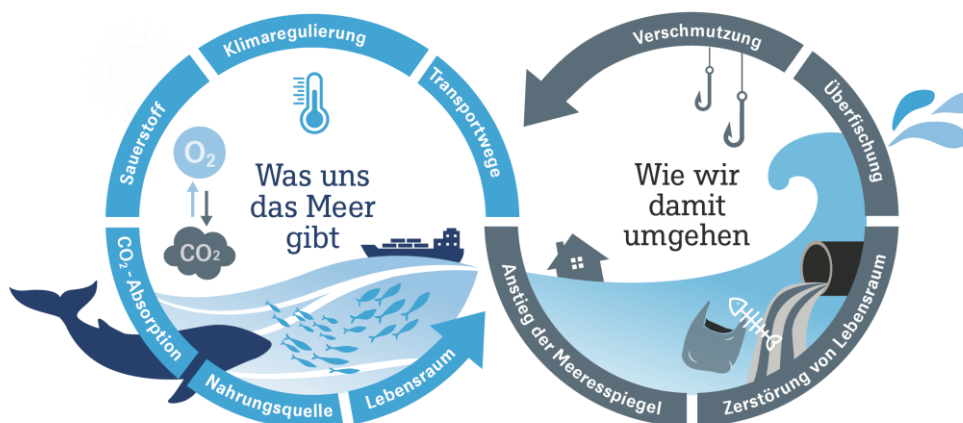 Klimaregulierung
Transportwege
Sauerstoff
O₂
CO₂
Was uns
das Meer
gibt
CO₂-Absorption
Nahrungsquelle
Lebensraum
Verschmutzung
Überfischung
Wie wir
damit
umgehen
Anstieg der Meeresspiegel
Zerstörung von Lebensraum